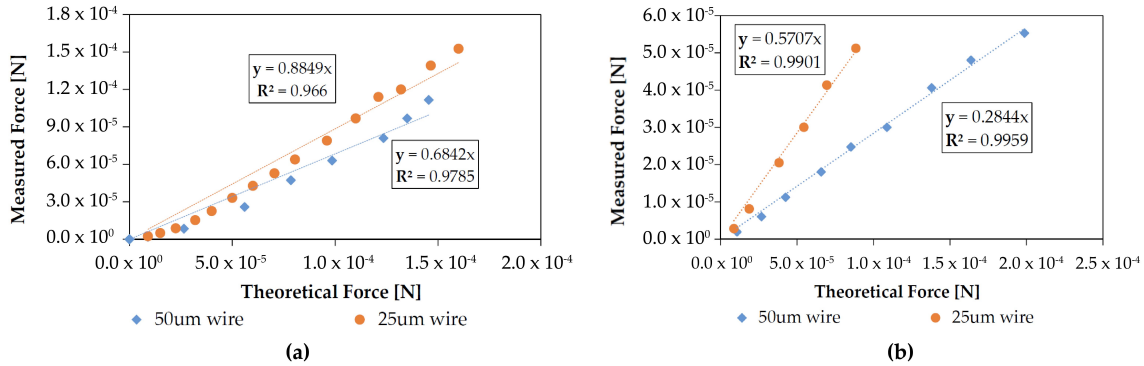 1.8 x 10⁻⁴
1.5 x 10⁻⁴
1.2 x 10⁻⁴
9.0 x 10⁻⁵
6.0 x 10⁻⁵
3.0 x 10⁻⁵
0.0 x 10⁰
Measured Force [N]
y = 0.8849x
R² = 0.966
y = 0.6842x
R² = 0.9785
0.0 x 10⁰ 5.0 x 10⁻⁵ 1.0 x 10⁻⁴ 1.5 x 10⁻⁴ 2.0 x 10⁻⁴
Theoretical Force [N]
50um wire 25um wire
(a)
6.0 x 10⁻⁵
5.0 x 10⁻⁵
4.0 x 10⁻⁵
3.0 x 10⁻⁵
2.0 x 10⁻⁵
1.0 x 10⁻⁵
0.0 x 10⁰
Measured Force [N]
y = 0.5707x
R² = 0.9901
y = 0.2844x
R² = 0.9959
0.0 x 10⁰ 5.0 x 10⁻⁵ 1.0 x 10⁻⁴ 1.5 x 10⁻⁴ 2.0 x 10⁻⁴ 2.5 x 10⁻⁴
Theoretical Force [N]
50um wire 25um wire
(b)